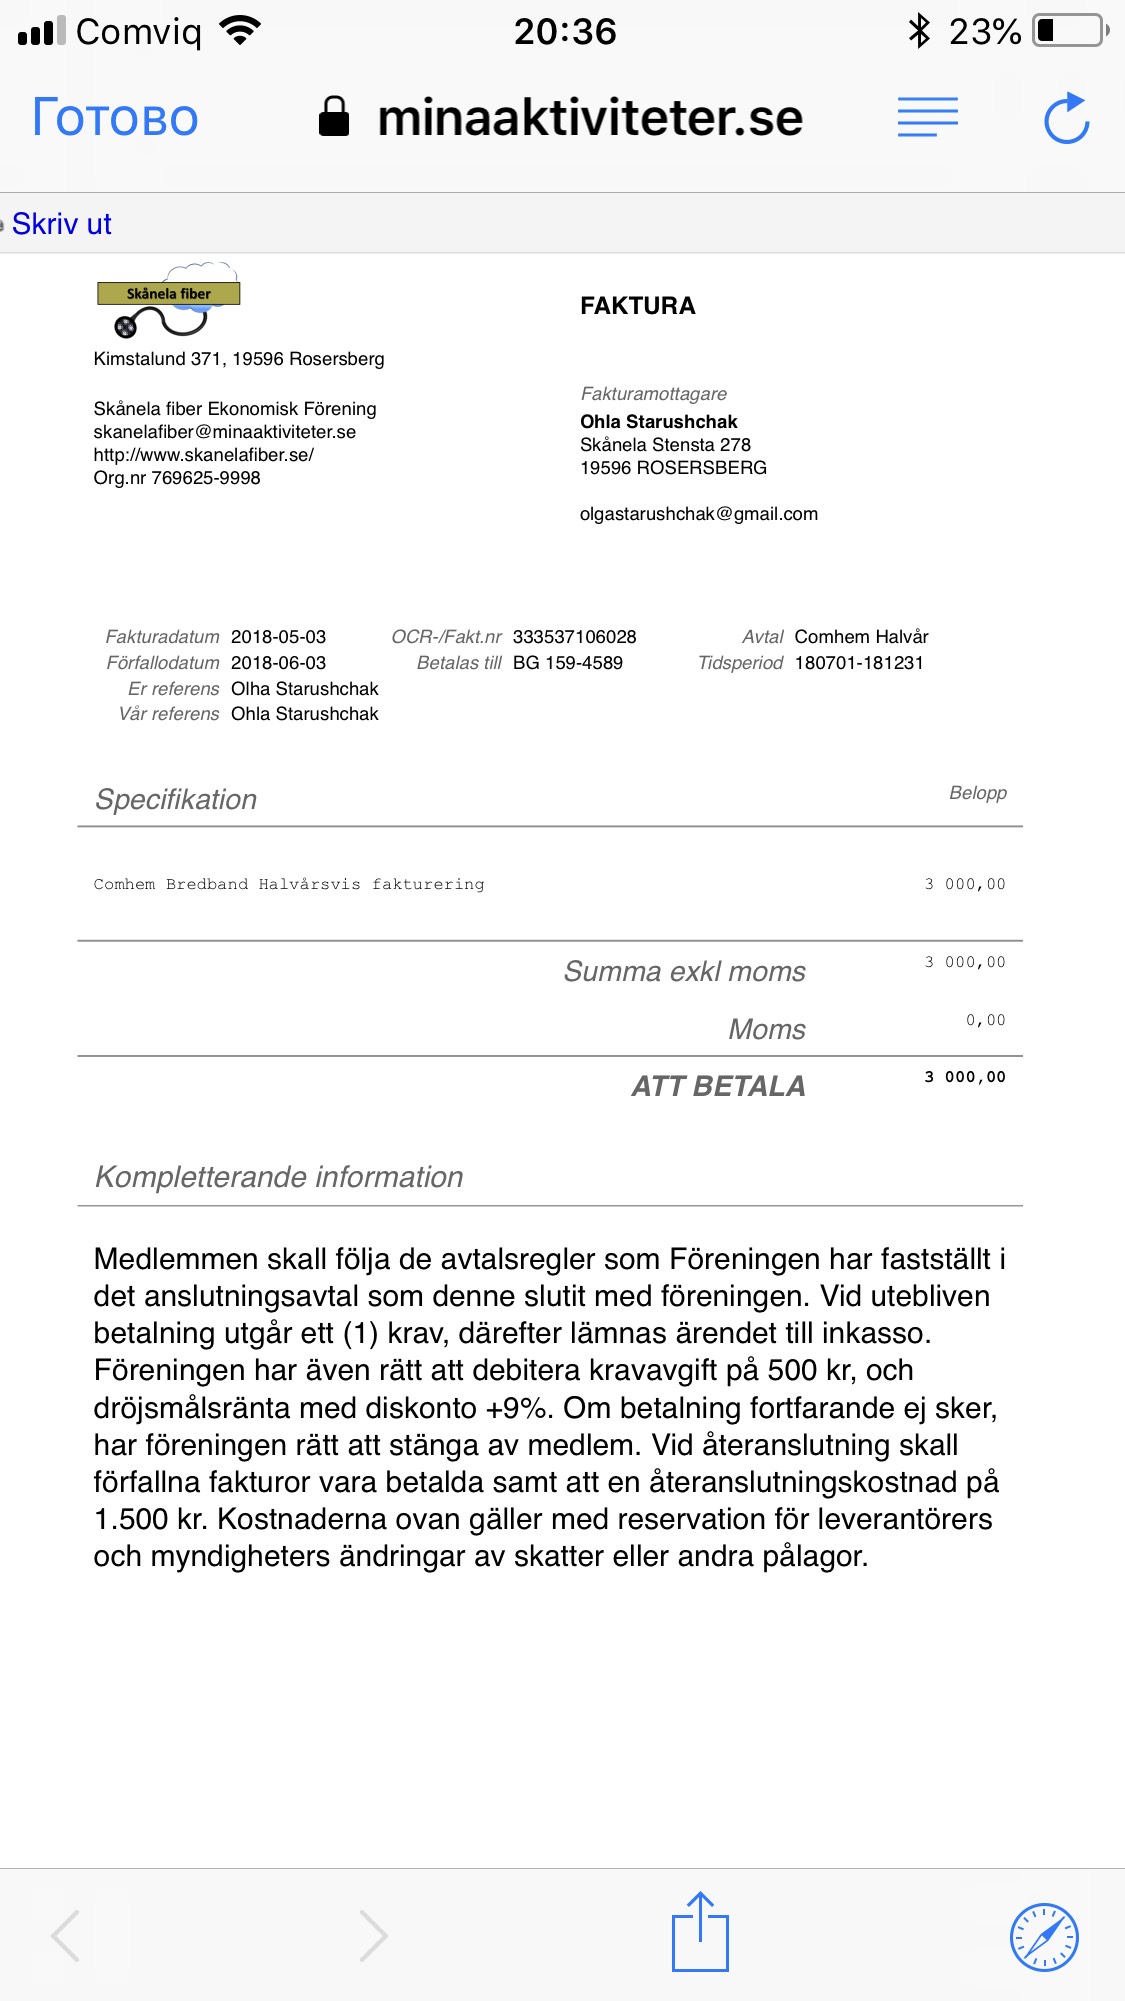 Comviq 20:36 23%
Готово minaaktiviteter.se
Skriv ut
Skånela fiber
FAKTURA
Kimstalund 371, 19596 Rosersberg
Fakturamottagare
Skånela fiber Ekonomisk Förening
Ohla Starushchak
skanelafiber@minaaktiviteter.se
Skånela Stensta 278
http://www.skanelafiber.se/
19596 ROSERSBERG
Org.nr 769625-9998
olgastarushchak@gmail.com
Fakturadatum 2018-05-03 OCR-/Fakt.nr 333537106028 Avtal Comhem Halvår
Förfallodatum 2018-06-03 Betalas till BG 159-4589 Tidsperiod 180701-181231
Er referens Olha Starushchak
Vår referens Ohla Starushchak
Specifikation Belopp
Comhem Bredband Halvårsvis fakturering 3 000,00
Summa exkl moms 3 000,00
Moms 0,00
ATT BETALA 3 000,00
Kompletterande information
Medlemmen skall följa de avtalsregler som Föreningen har fastställt i
det anslutningsavtal som denne slutit med föreningen. Vid utebliven
betalning utgår ett (1) krav, därefter lämnas ärendet till inkasso.
Föreningen har även rätt att debitera kravavgift på 500 kr, och
dröjsmålsränta med diskonto +9%. Om betalning fortfarande ej sker,
har föreningen rätt att stänga av medlem. Vid återanslutning skall
förfallna fakturor vara betalda samt att en återanslutningskostnad på
1.500 kr. Kostnaderna ovan gäller med reservation för leverantörers
och myndigheters ändringar av skatter eller andra pålagor.